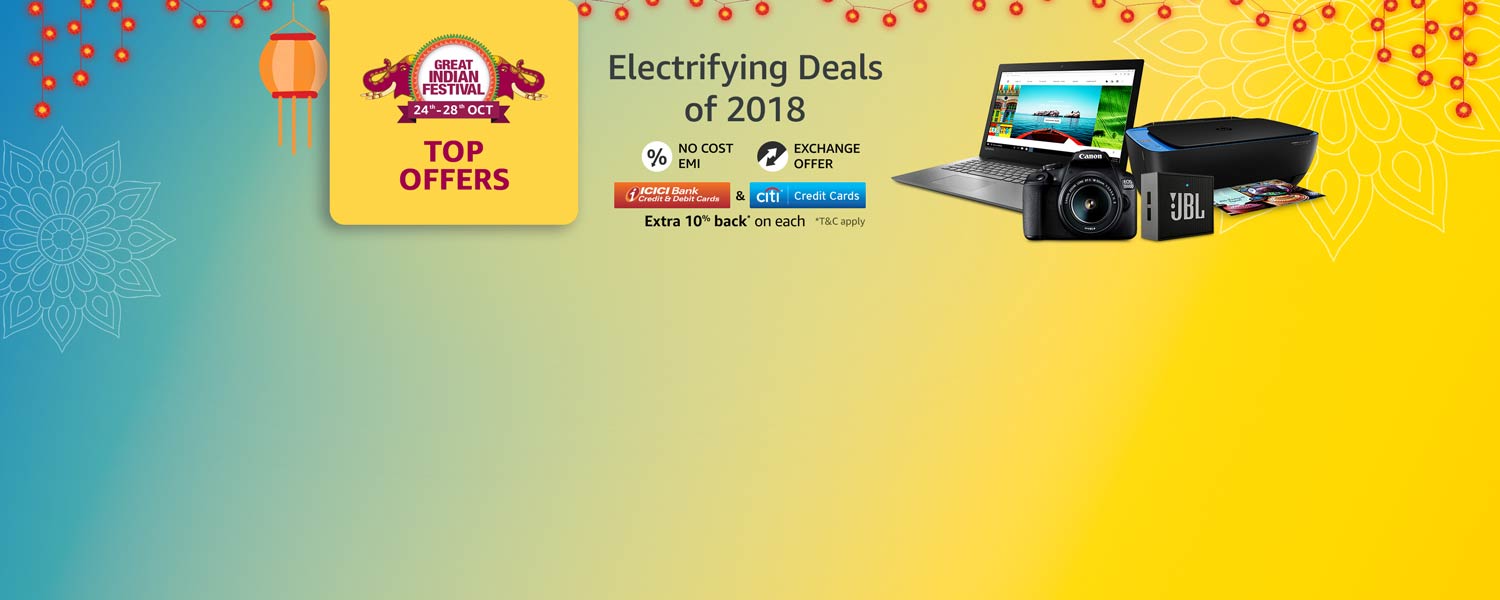 GREAT
INDIAN
FESTIVAL
24th-28th OCT
TOP
OFFERS
Electrifying Deals
of 2018
% NO COST
EMI
EXCHANGE
OFFER
ICICI Bank
Credit & Debit Cards
&
citi Credit Cards
Extra 10% back* on each *T&C apply
Canon
JBL